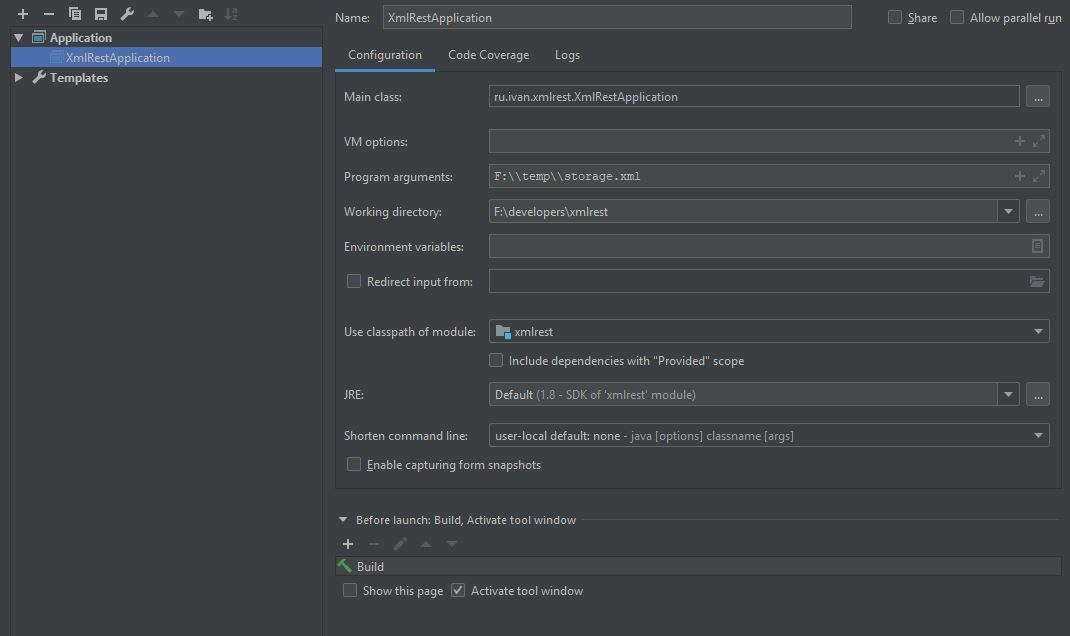 Name: XmlRestApplication Share Allow parallel run
Application
XmlRestApplication
Templates
Configuration Code Coverage Logs
Main class: ru.ivan.xmlrest.XmlRestApplication ...
VM options:
Program arguments: F:\\temp\\storage.xml
Working directory: F:\developers\xmlrest ...
Environment variables:
Redirect input from:
Use classpath of module: xmlrest
Include dependencies with "Provided" scope
JRE: Default (1.8 - SDK of 'xmlrest' module) ...
Shorten command line: user-local default: none - java [options] classname [args]
Enable capturing form snapshots
Before launch: Build, Activate tool window
Build
Show this page Activate tool window